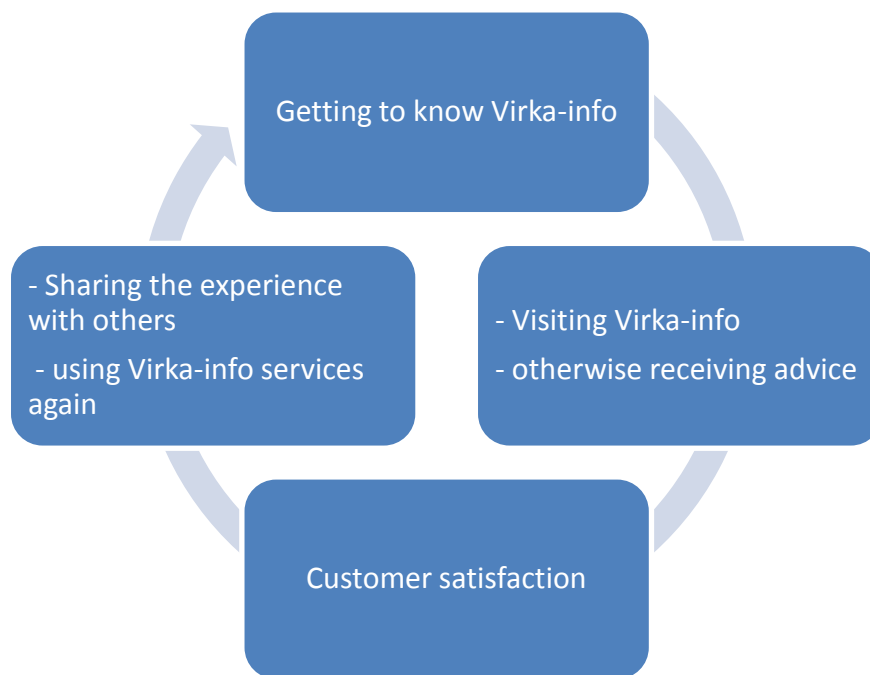 Getting to know Virka-info
- Sharing the experience
with others
- using Virka-info services
again
- Visiting Virka-info
- otherwise receiving advice
Customer satisfaction